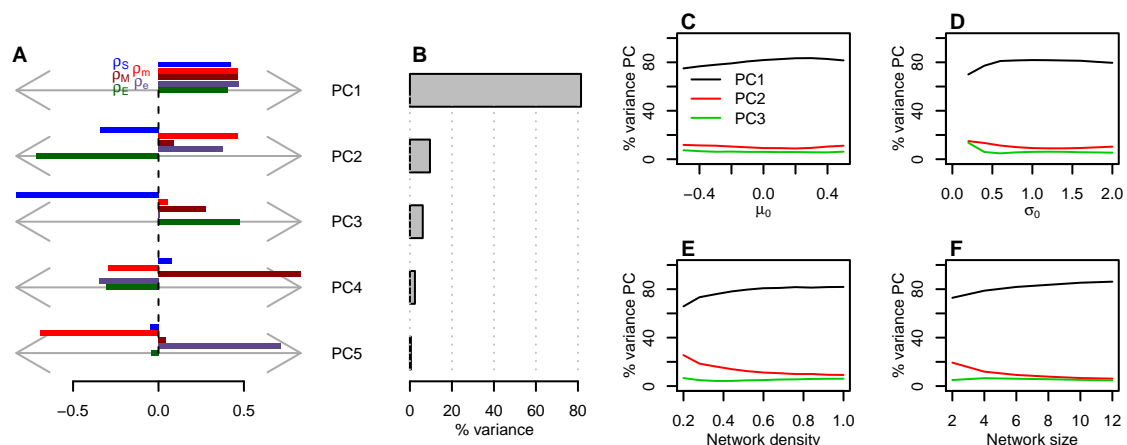 A
ρS
ρM ρm
ρE ρe
PC1
PC2
PC3
PC4
PC5
−0.5 0.0 0.5
B
0 20 40 60 80
% variance
C
% variance PC
0 40 80
PC1
PC2
PC3
−0.4 0.0 0.4
μ0
D
% variance PC
0 40 80
0.0 0.5 1.0 1.5 2.0
σ0
E
% variance PC
0 40 80
0.2 0.4 0.6 0.8 1.0
Network density
F
% variance PC
0 40 80
2 4 6 8 10 12
Network size